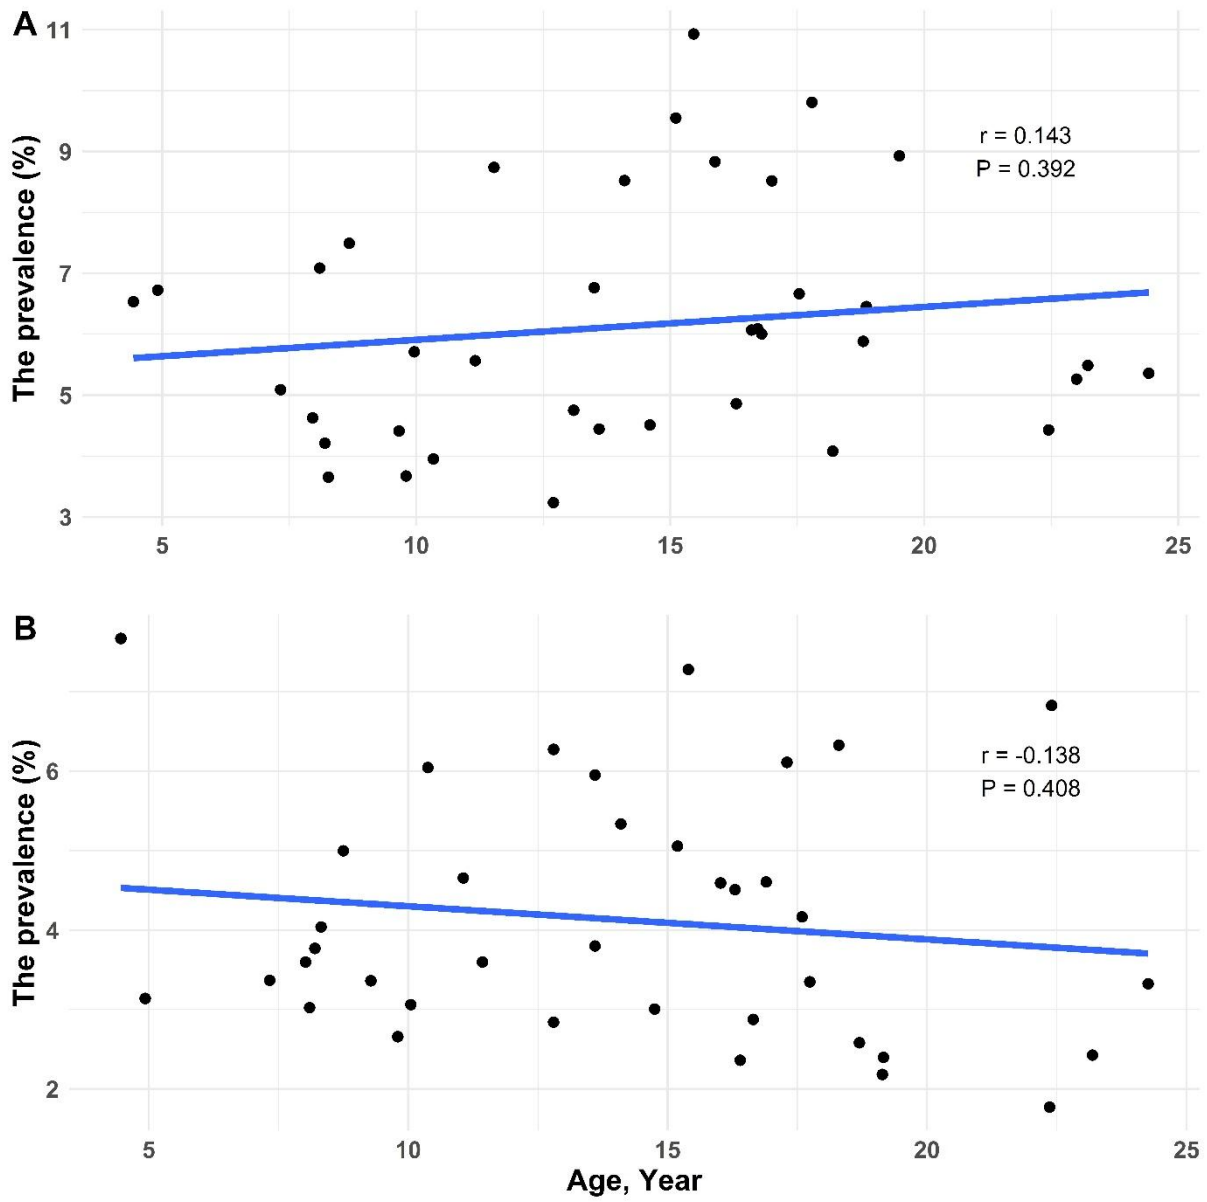 A
The prevalence (%)
11
9
7
5
3
r = 0.143
P = 0.392
5 10 15 20 25
B
The prevalence (%)
6
4
2
r = -0.138
P = 0.408
5 10 15 20 25
Age, Year